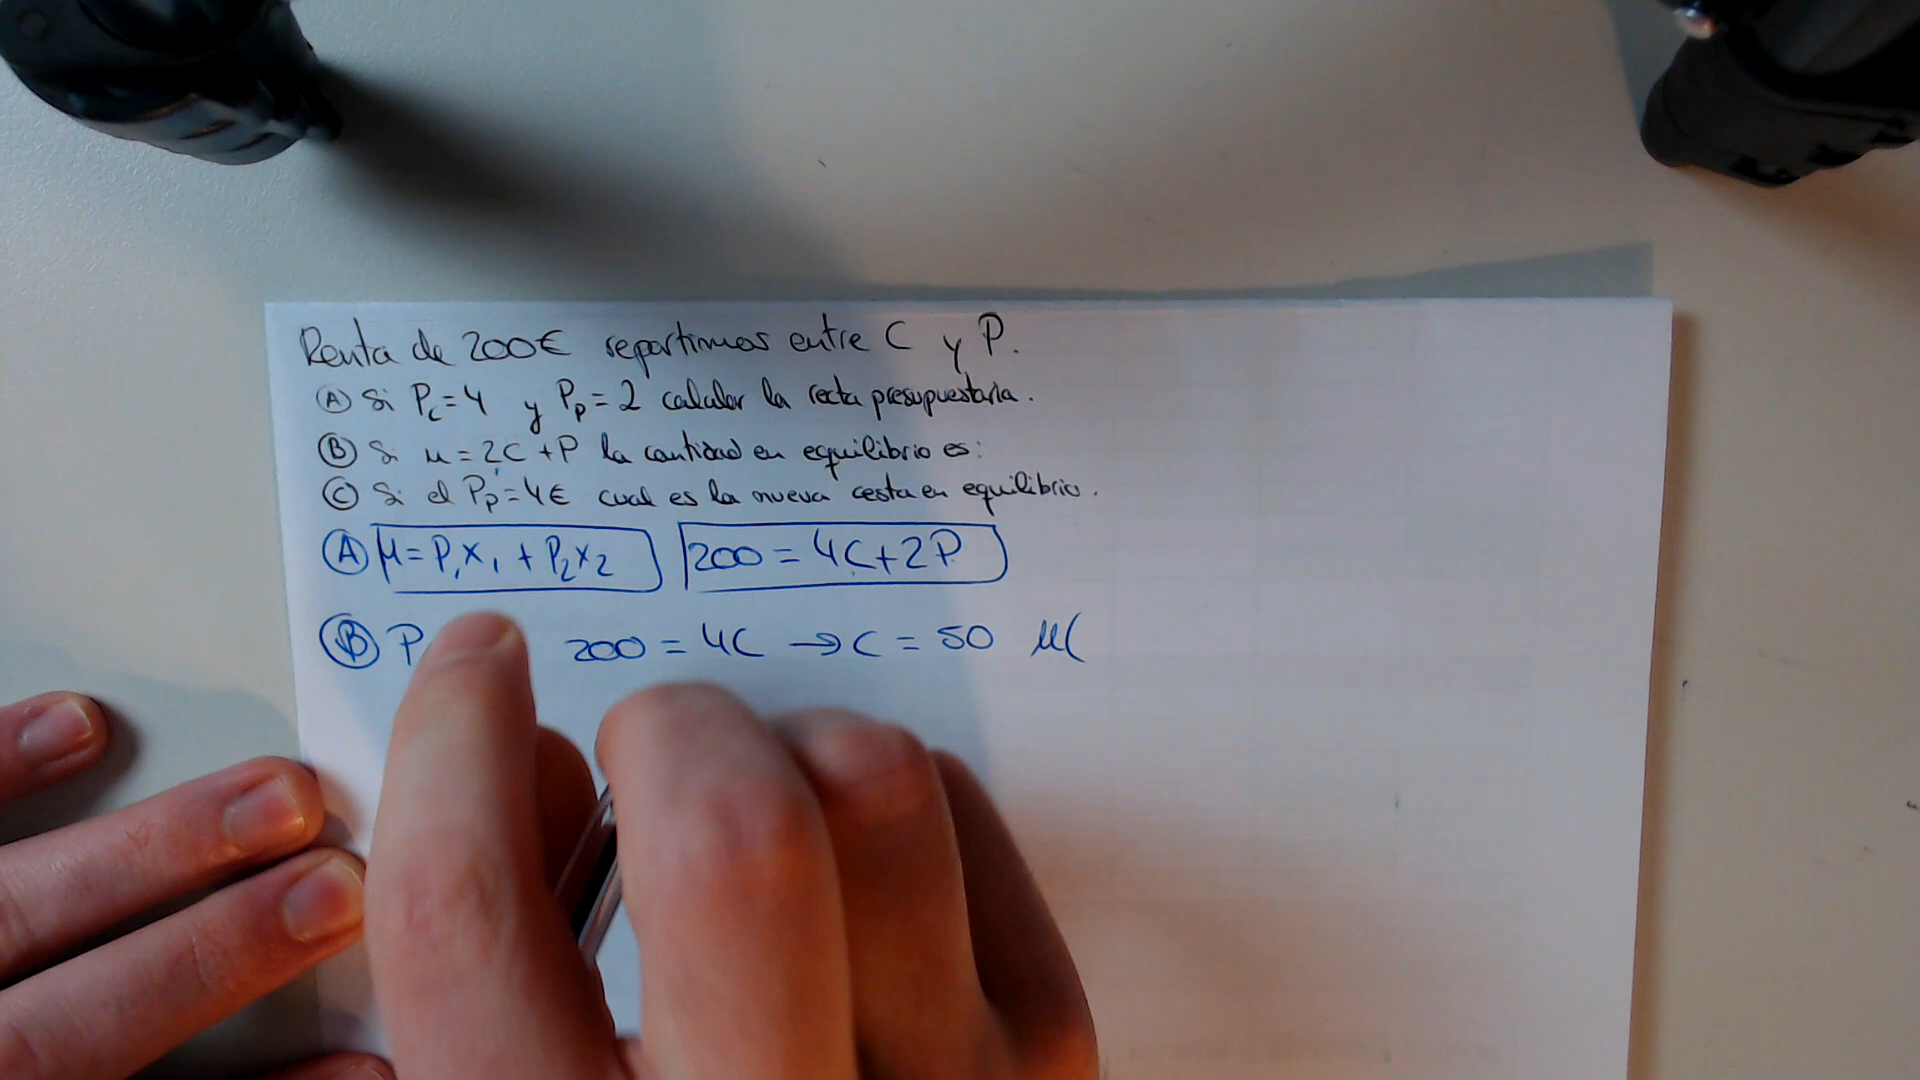 Renta de 200€ repartimos entre C y P.
(A) Si Pc=4 y Pp=2 calcular la recta presupuestaria.
(B) Si u=2C+P la cantidad en equilibrio es:
(C) Si el Pp=4€ cual es la nueva cesta en equilibrio.
(A) μ=P₁x₁+P₂x₂ 200=4C+2P
(B) P 200=4C→C=50 μ(